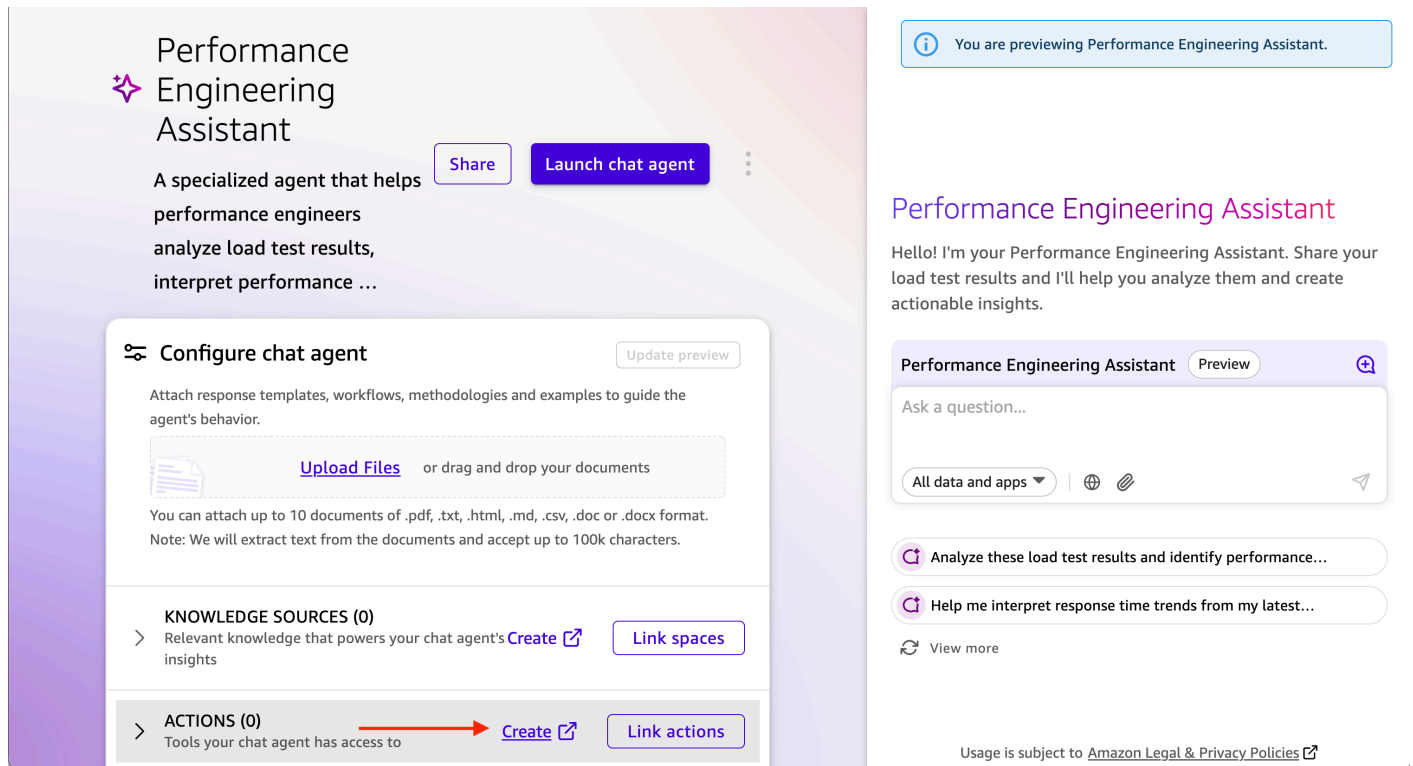 Performance
Engineering
Assistant
A specialized agent that helps
performance engineers
analyze load test results,
interpret performance ...
Share
Launch chat agent
Configure chat agent
Update preview
Attach response templates, workflows, methodologies and examples to guide the
agent's behavior.
Upload Files or drag and drop your documents
You can attach up to 10 documents of .pdf, .txt, .html, .md, .csv, .doc or .docx format.
Note: We will extract text from the documents and accept up to 100k characters.
KNOWLEDGE SOURCES (0)
Relevant knowledge that powers your chat agent's
insights
Create
Link spaces
ACTIONS (0)
Tools your chat agent has access to
Create
Link actions
You are previewing Performance Engineering Assistant.
Performance Engineering Assistant
Hello! I'm your Performance Engineering Assistant. Share your
load test results and I'll help you analyze them and create
actionable insights.
Performance Engineering Assistant Preview
Ask a question...
All data and apps
Analyze these load test results and identify performance...
Help me interpret response time trends from my latest...
View more
Usage is subject to Amazon Legal & Privacy Policies